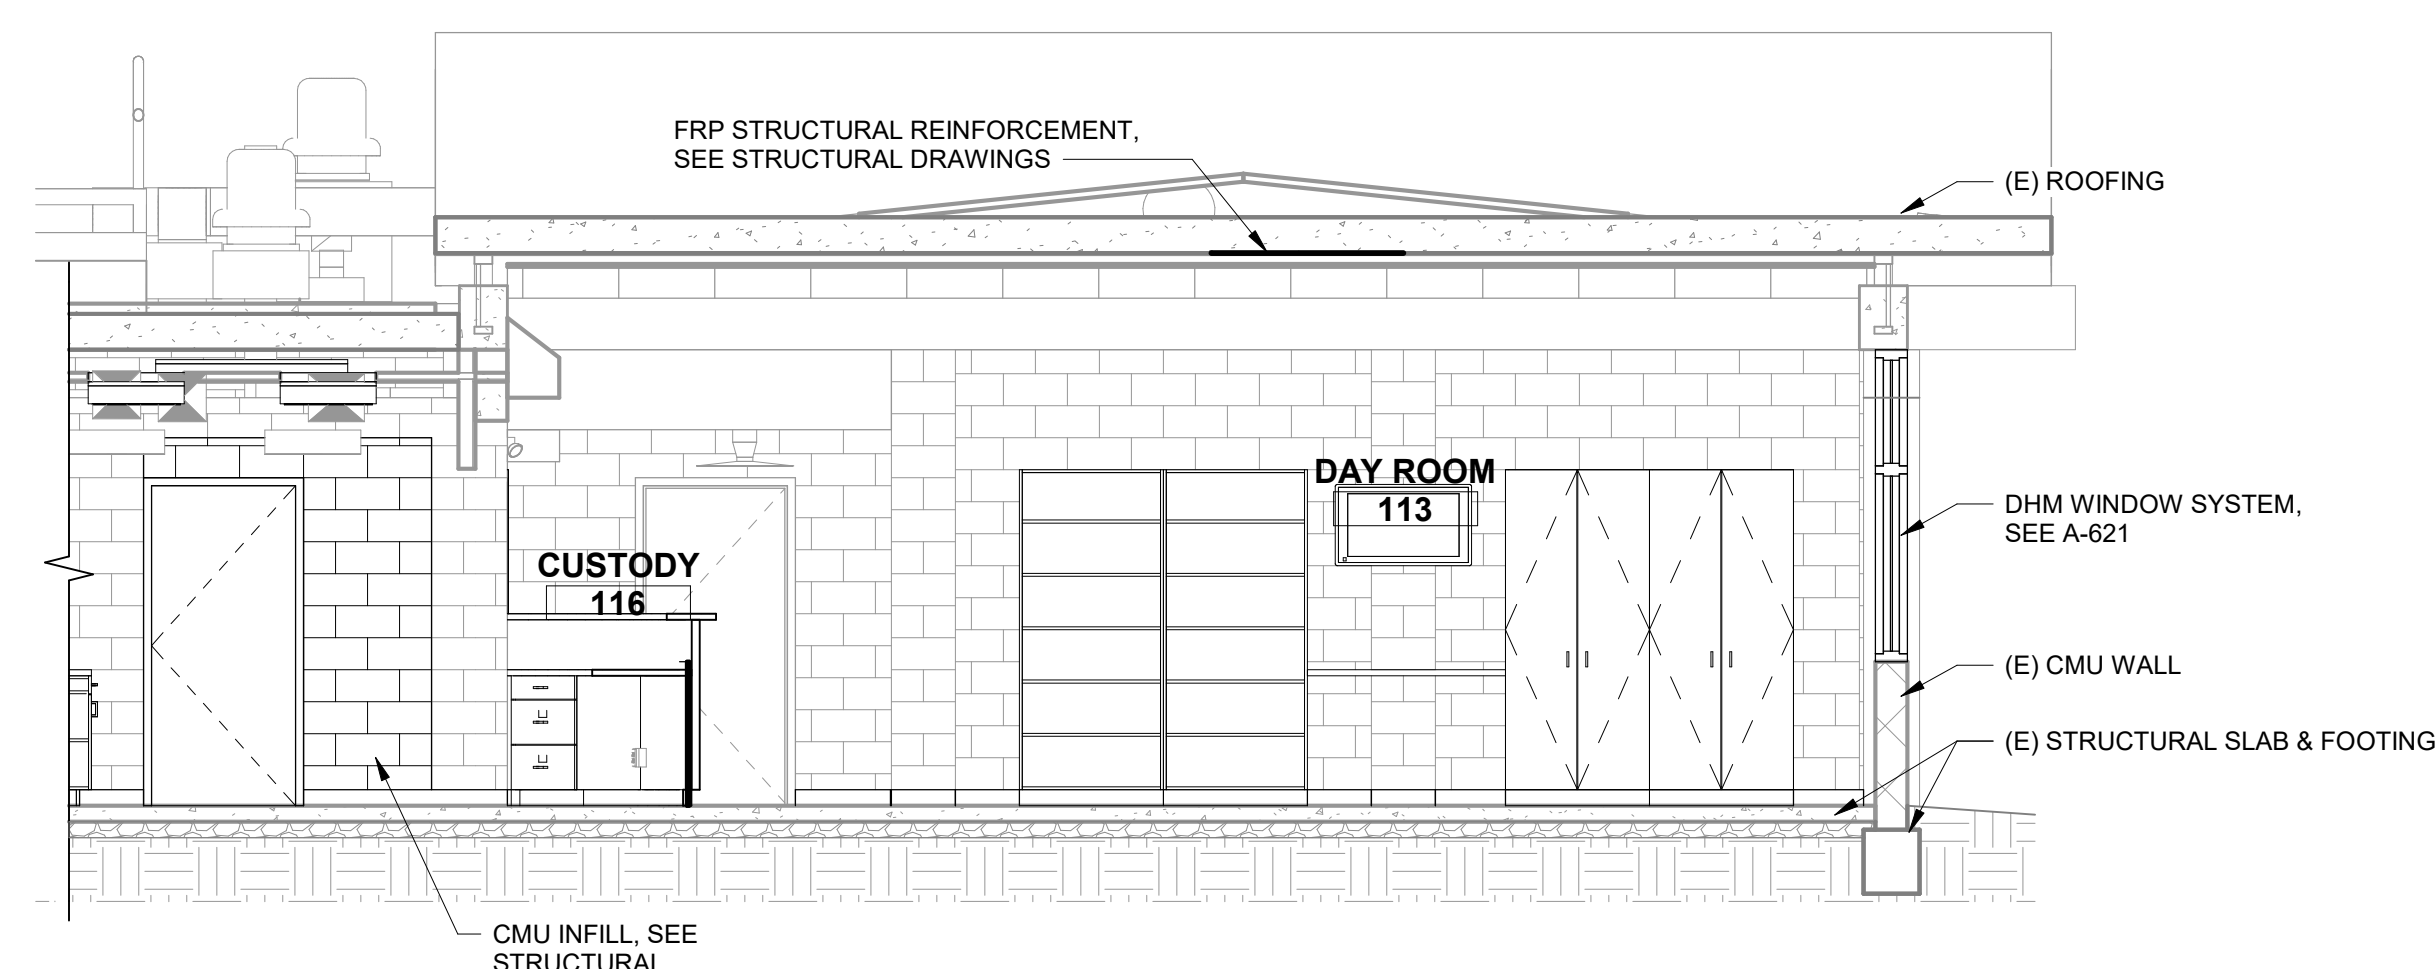 FRP STRUCTURAL REINFORCEMENT,
SEE STRUCTURAL DRAWINGS
(E) ROOFING
DAY ROOM
113
DHM WINDOW SYSTEM,
SEE A-621
CUSTODY
116
(E) CMU WALL
(E) STRUCTURAL SLAB & FOOTING
CMU INFILL, SEE
STRUCTURAL